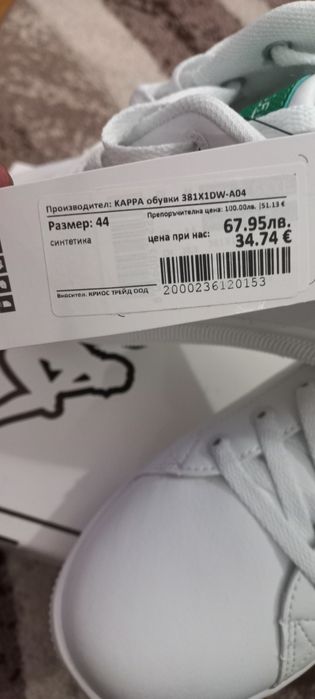 Производител: KAPPA обувки 381X1DW-A04
Размер: 44
Препоръчителна цена: 100.00лв. |51.13 €
синтетика
цена при нас:
67.95лв.
34.74 €
Вносител: КРИОС ТРЕЙД ООД
2000236120153